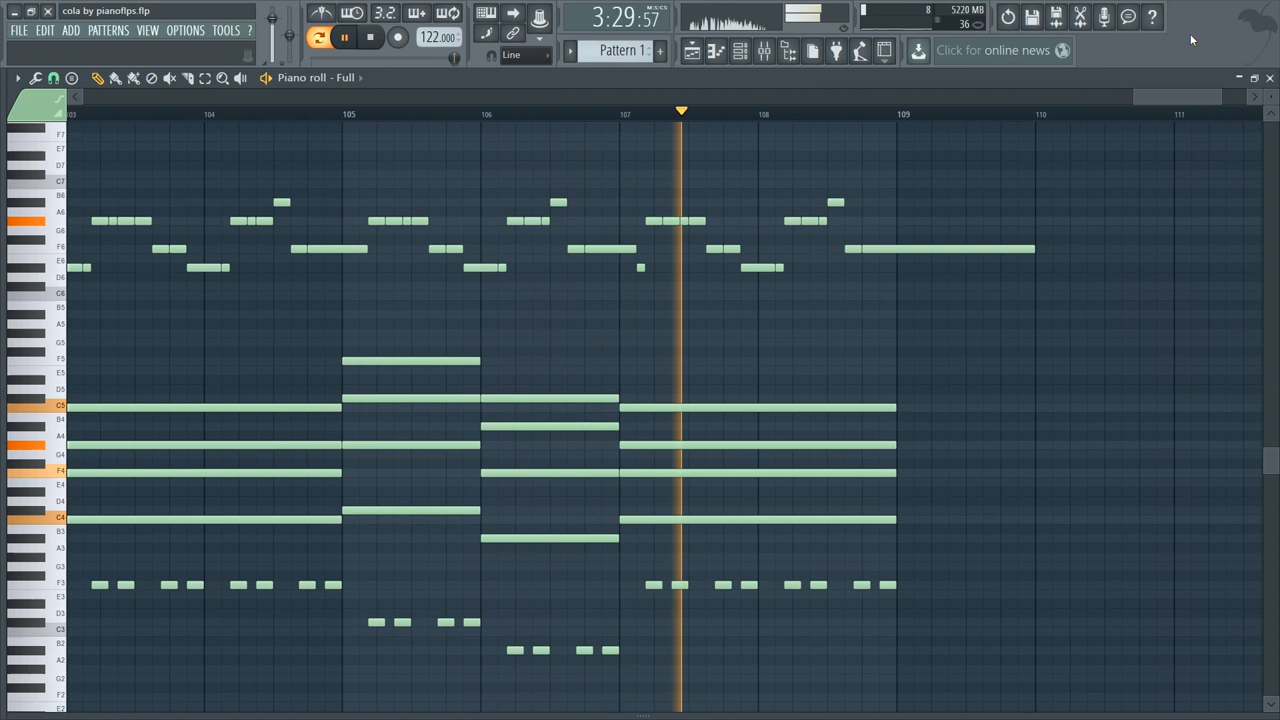 cola by pianoflps.flp
FILE EDIT ADD PATTERNS VIEW OPTIONS TOOLS ?
3.2
122.000
3:29:57
M:S:CS
Line
Pattern 1
8
5220 MB
36
Click for online news
Piano roll - Full
103 104 105 106 107 108 109 110 111
F7
E7
D7
C7
B6
A6
G6
F6
E6
D6
C6
B5
A5
G5
F5
E5
D5
C5
B4
A4
G4
F4
E4
D4
C4
B3
A3
G3
F3
E3
D3
C3
B2
A2
G2
F2
E2